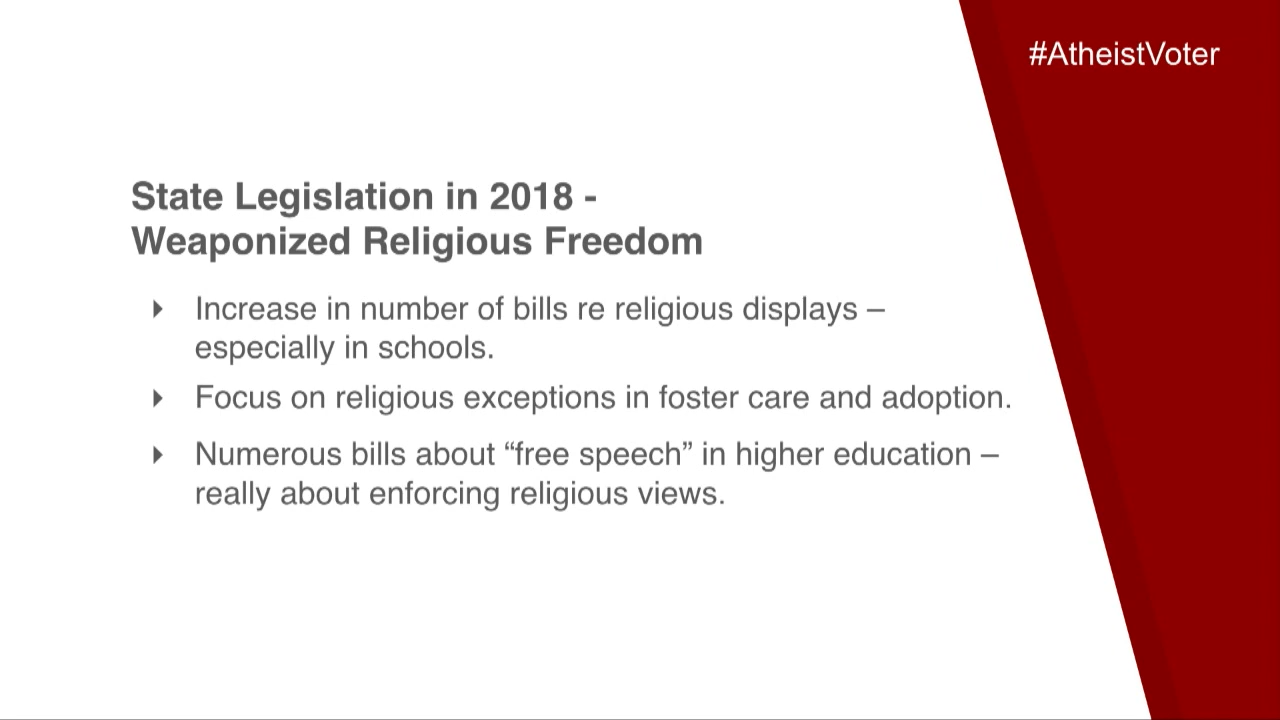 #AtheistVoter
State Legislation in 2018 -
Weaponized Religious Freedom
Increase in number of bills re religious displays –
especially in schools.
Focus on religious exceptions in foster care and adoption.
Numerous bills about “free speech” in higher education –
really about enforcing religious views.